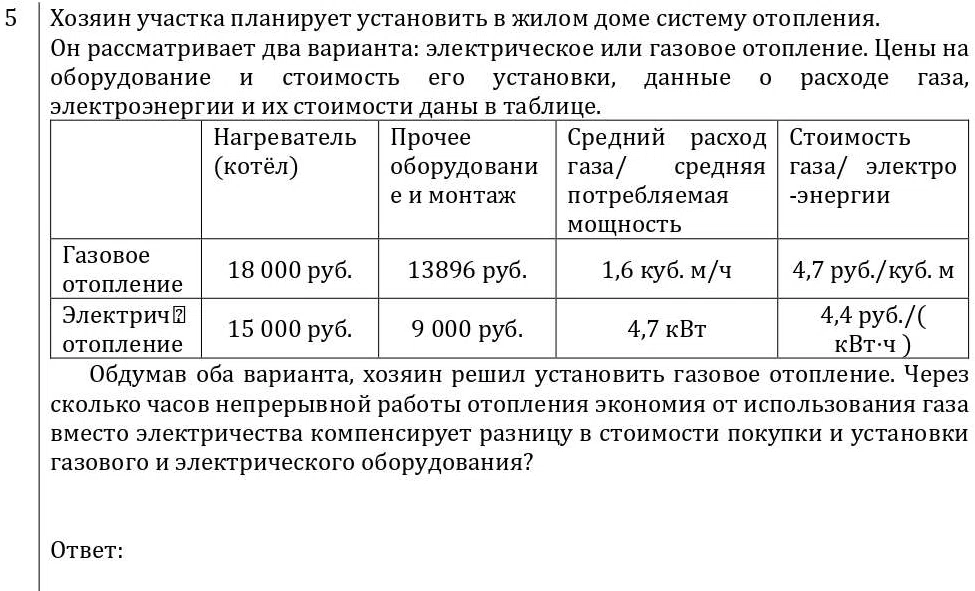 5
Хозяин участка планирует установить в жилом доме систему отопления.
Он рассматривает два варианта: электрическое или газовое отопление. Цены на
оборудование и стоимость его установки, данные о расходе газа,
электроэнергии и их стоимости даны в таблице.
Нагреватель (котёл)
Прочее оборудовани е и монтаж
Средний расход газа/ средняя потребляемая мощность
Стоимость газа/ электро -энергии
Газовое отопление
18 000 руб.
13896 руб.
1,6 куб. м/ч
4,7 руб./куб. м
Электрич⍰ отопление
15 000 руб.
9 000 руб.
4,7 кВт
4,4 руб./( кВт·ч )
Обдумав оба варианта, хозяин решил установить газовое отопление. Через
сколько часов непрерывной работы отопления экономия от использования газа
вместо электричества компенсирует разницу в стоимости покупки и установки
газового и электрического оборудования?
Ответ: